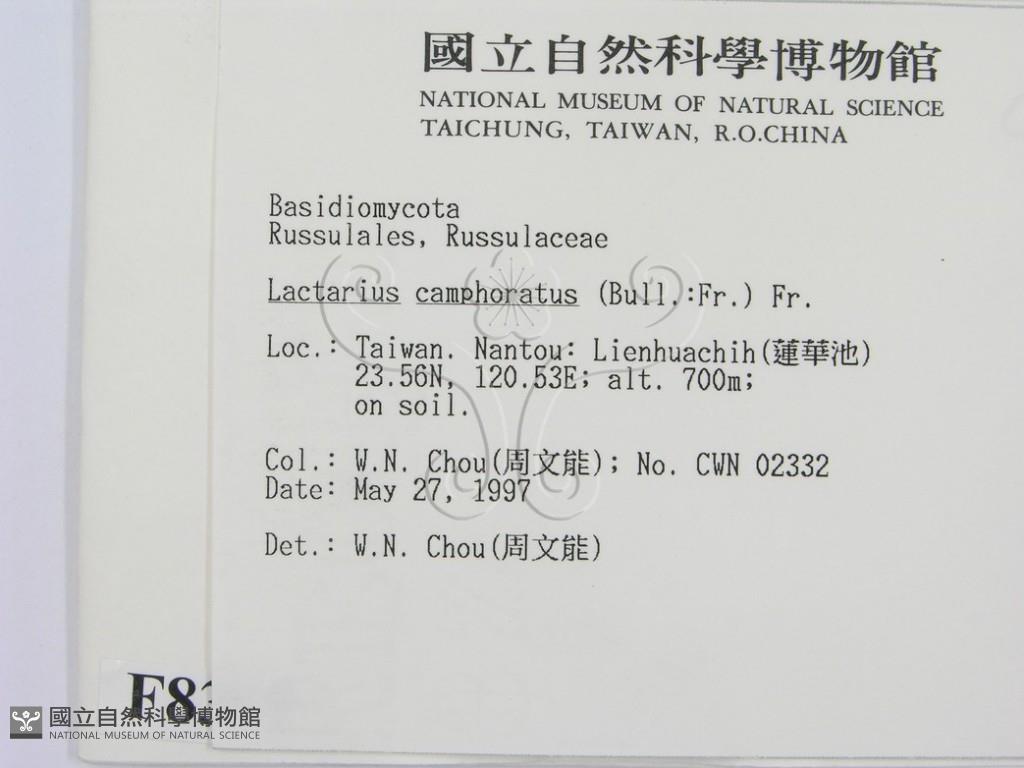 國立自然科學博物館
NATIONAL MUSEUM OF NATURAL SCIENCE
TAICHUNG, TAIWAN, R.O.CHINA
Basidiomycota
Russulales, Russulaceae
Lactarius camphoratus (Bull.:Fr.) Fr.
Loc.: Taiwan. Nantou: Lienhuachih(蓮華池)
23.56N, 120.53E; alt. 700m;
on soil.
Col.: W.N. Chou(周文能); No. CWN 02332
Date: May 27, 1997
Det.: W.N. Chou(周文能)
國立自然科學博物館
NATIONAL MUSEUM OF NATURAL SCIENCE